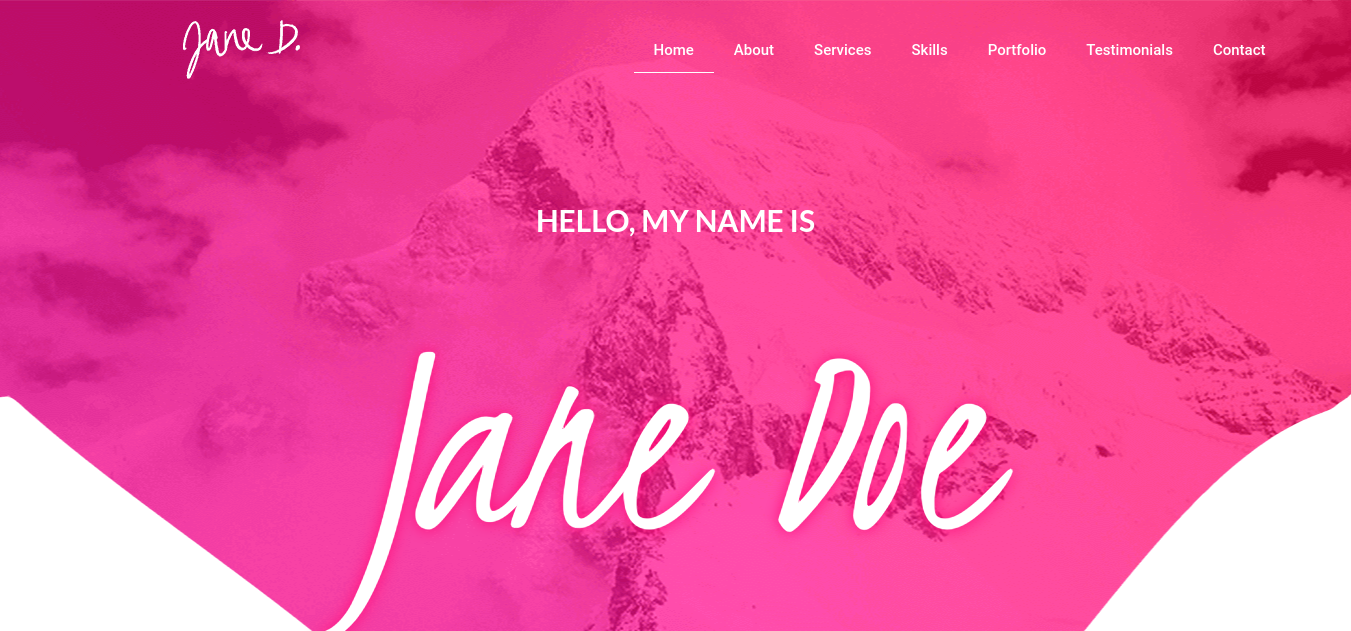 Jane D.
Home About Services Skills Portfolio Testimonials Contact
HELLO, MY NAME IS
Jane Doe